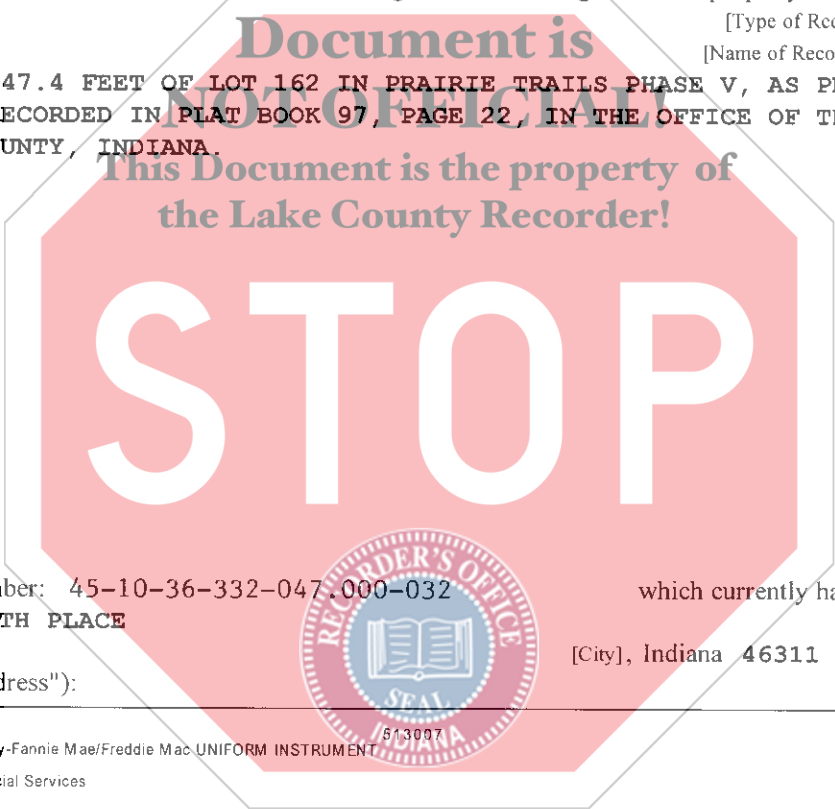 [Type of Rec
Document is
[Name of Reco
47.4 FEET OF LOT 162 IN PRAIRIE TRAILS PHASE V, AS P
NOT OFFICIAL!
ECORDED IN PLAT BOOK 97, PAGE 22, IN THE OFFICE OF T
UNTY, INDIANA.
This Document is the property of
the Lake County Recorder!
STOP
ber: 45-10-36-332-047.000-032 which currently ha
TH PLACE
[City], Indiana 46311
dress"):
RECORDER'S OFFICE
SEAL
INDIANA
513007
y-Fannie Mae/Freddie Mac UNIFORM INSTRUMENT
cial Services